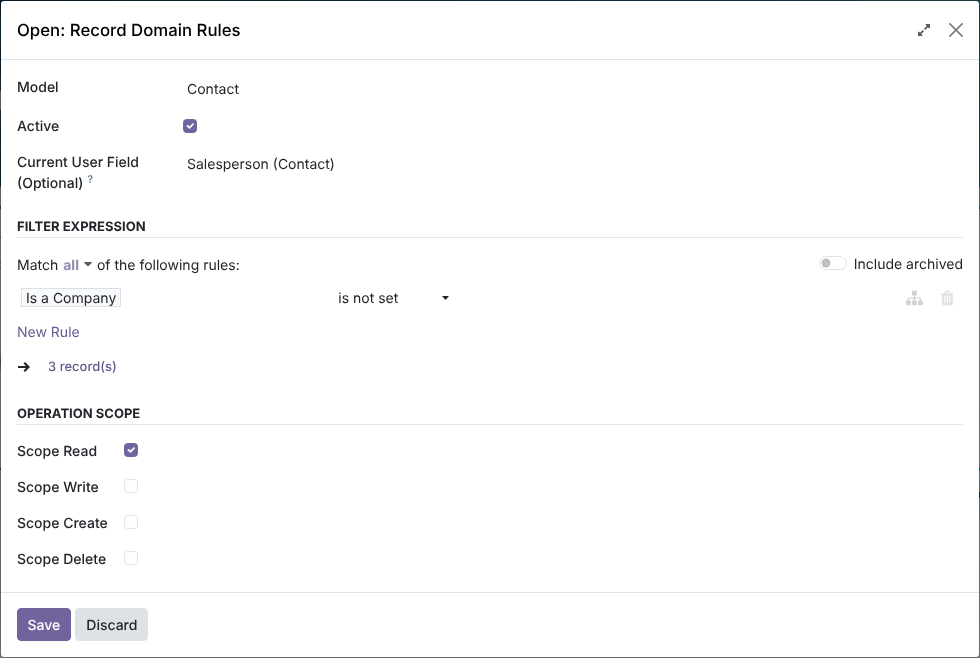 Open: Record Domain Rules
Model
Contact
Active
Current User Field
(Optional) ?
Salesperson (Contact)
FILTER EXPRESSION
Match all of the following rules:
Include archived
Is a Company
is not set
New Rule
3 record(s)
OPERATION SCOPE
Scope Read
Scope Write
Scope Create
Scope Delete
Save
Discard